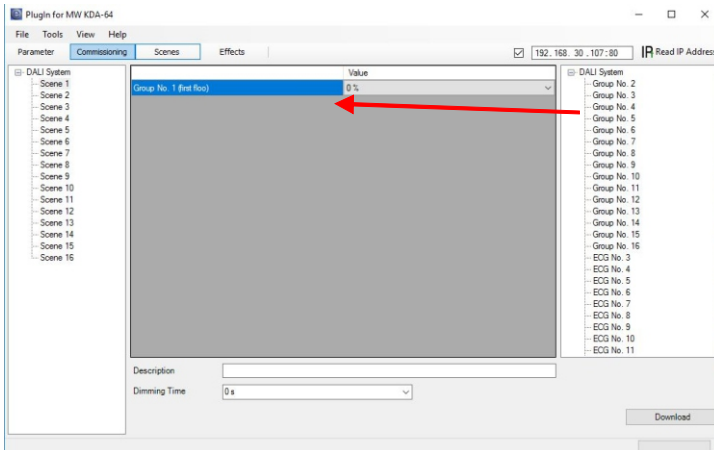 PlugIn for MW KDA-64
File Tools View Help
Parameter Commissioning Scenes Effects 192. 168. 30 .107:80 Read IP Address
DALI System
Scene 1
Scene 2
Scene 3
Scene 4
Scene 5
Scene 6
Scene 7
Scene 8
Scene 9
Scene 10
Scene 11
Scene 12
Scene 13
Scene 14
Scene 15
Scene 16
Value
Group No. 1 (first floo) 0 %
Description
Dimming Time 0 s
DALI System
Group No. 2
Group No. 3
Group No. 4
Group No. 5
Group No. 6
Group No. 7
Group No. 8
Group No. 9
Group No. 10
Group No. 11
Group No. 12
Group No. 13
Group No. 14
Group No. 15
Group No. 16
ECG No. 3
ECG No. 4
ECG No. 5
ECG No. 6
ECG No. 7
ECG No. 8
ECG No. 9
ECG No. 10
ECG No. 11
Download